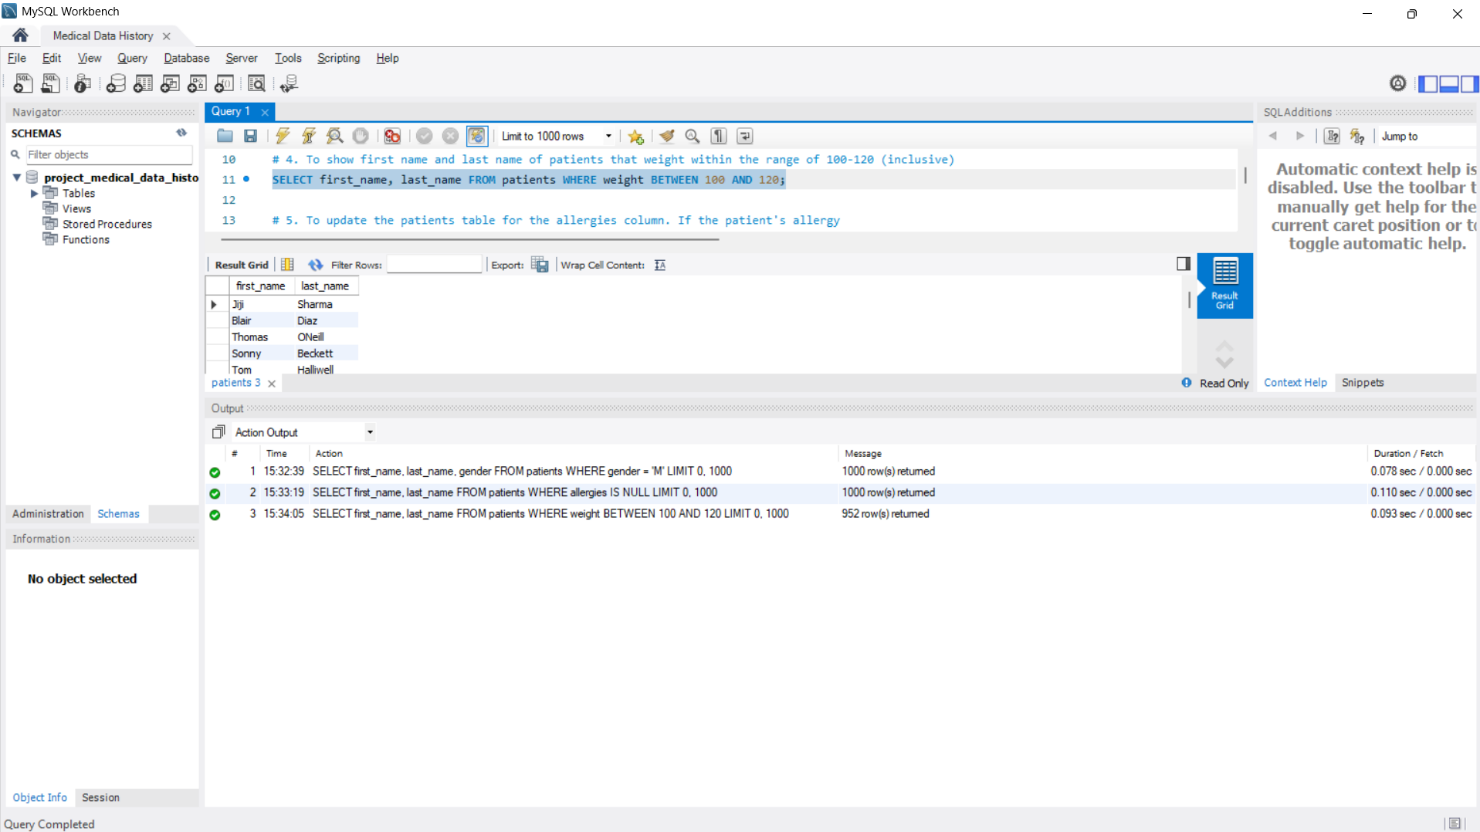 MySQL Workbench
Medical Data History
File Edit View Query Database Server Tools Scripting Help
Navigator
SCHEMAS
Filter objects
project_medical_data_histo
Tables
Views
Stored Procedures
Functions
Administration Schemas
Information
No object selected
Object Info Session
Query Completed
Query 1
Limit to 1000 rows
10 # 4. To show first name and last name of patients that weight within the range of 100-120 (inclusive)
11 SELECT first_name, last_name FROM patients WHERE weight BETWEEN 100 AND 120;
12
13 # 5. To update the patients table for the allergies column. If the patient's allergy
Result Grid Filter Rows: Export: Wrap Cell Content:
first_name last_name
Jiji Sharma
Blair Diaz
Thomas ONeill
Sonny Beckett
Tom Halliwell
Result
Grid
patients 3
Read Only
Output
Action Output
# Time Action Message Duration / Fetch
1 15:32:39 SELECT first_name, last_name, gender FROM patients WHERE gender = 'M' LIMIT 0, 1000 1000 row(s) returned 0.078 sec / 0.000 sec
2 15:33:19 SELECT first_name, last_name FROM patients WHERE allergies IS NULL LIMIT 0, 1000 1000 row(s) returned 0.110 sec / 0.000 sec
3 15:34:05 SELECT first_name, last_name FROM patients WHERE weight BETWEEN 100 AND 120 LIMIT 0, 1000 952 row(s) returned 0.093 sec / 0.000 sec
SQLAdditions
Jump to
Automatic context help is
disabled. Use the toolbar t
manually get help for the
current caret position or to
toggle automatic help.
Context Help Snippets